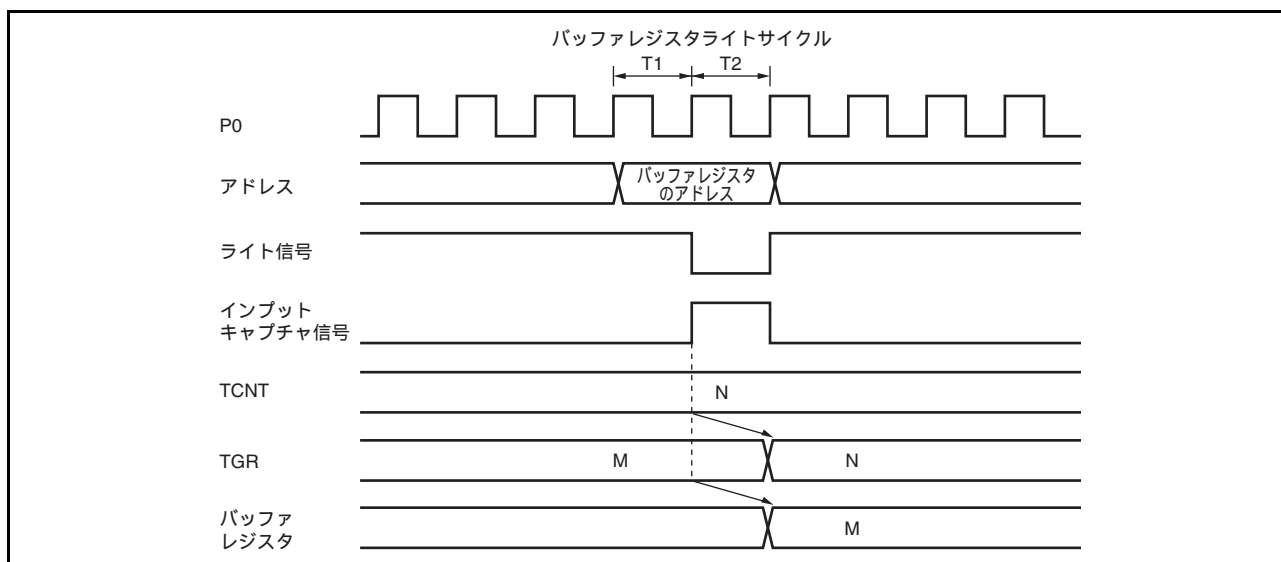 バッファレジスタライトサイクル
T1 T2
P0
アドレス
バッファレジスタ
のアドレス
ライト信号
インプット
キャプチャ信号
TCNT
N
TGR
M
N
バッファ
レジスタ
M